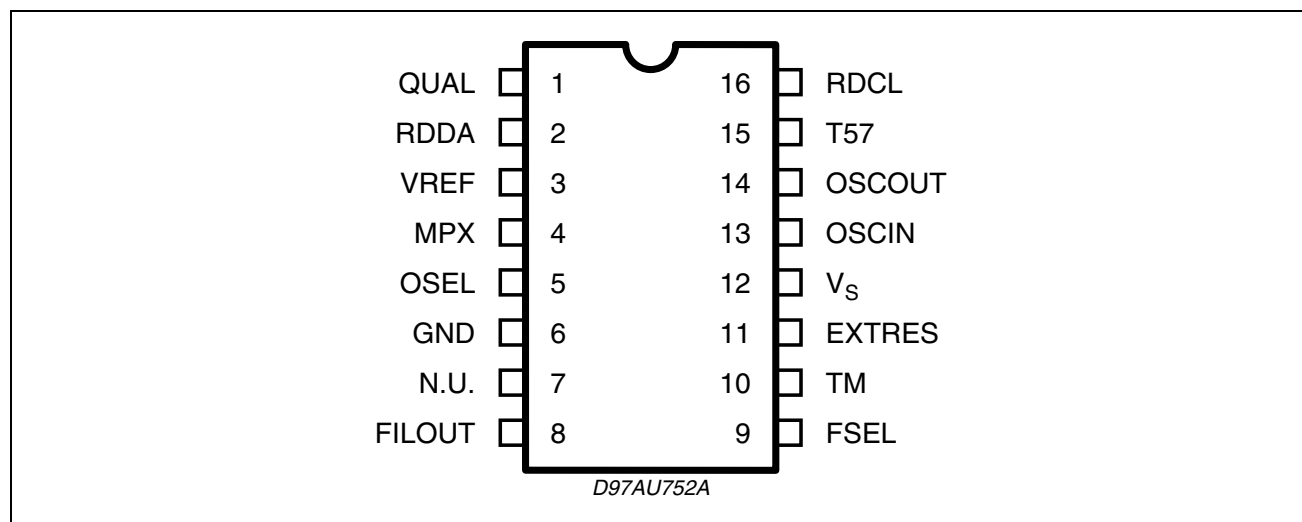 QUAL 1 16 RDCL
RDDA 2 15 T57
VREF 3 14 OSCOUT
MPX 4 13 OSCIN
OSEL 5 12 VS
GND 6 11 EXTRES
N.U. 7 10 TM
FILOUT 8 9 FSEL
D97AU752A